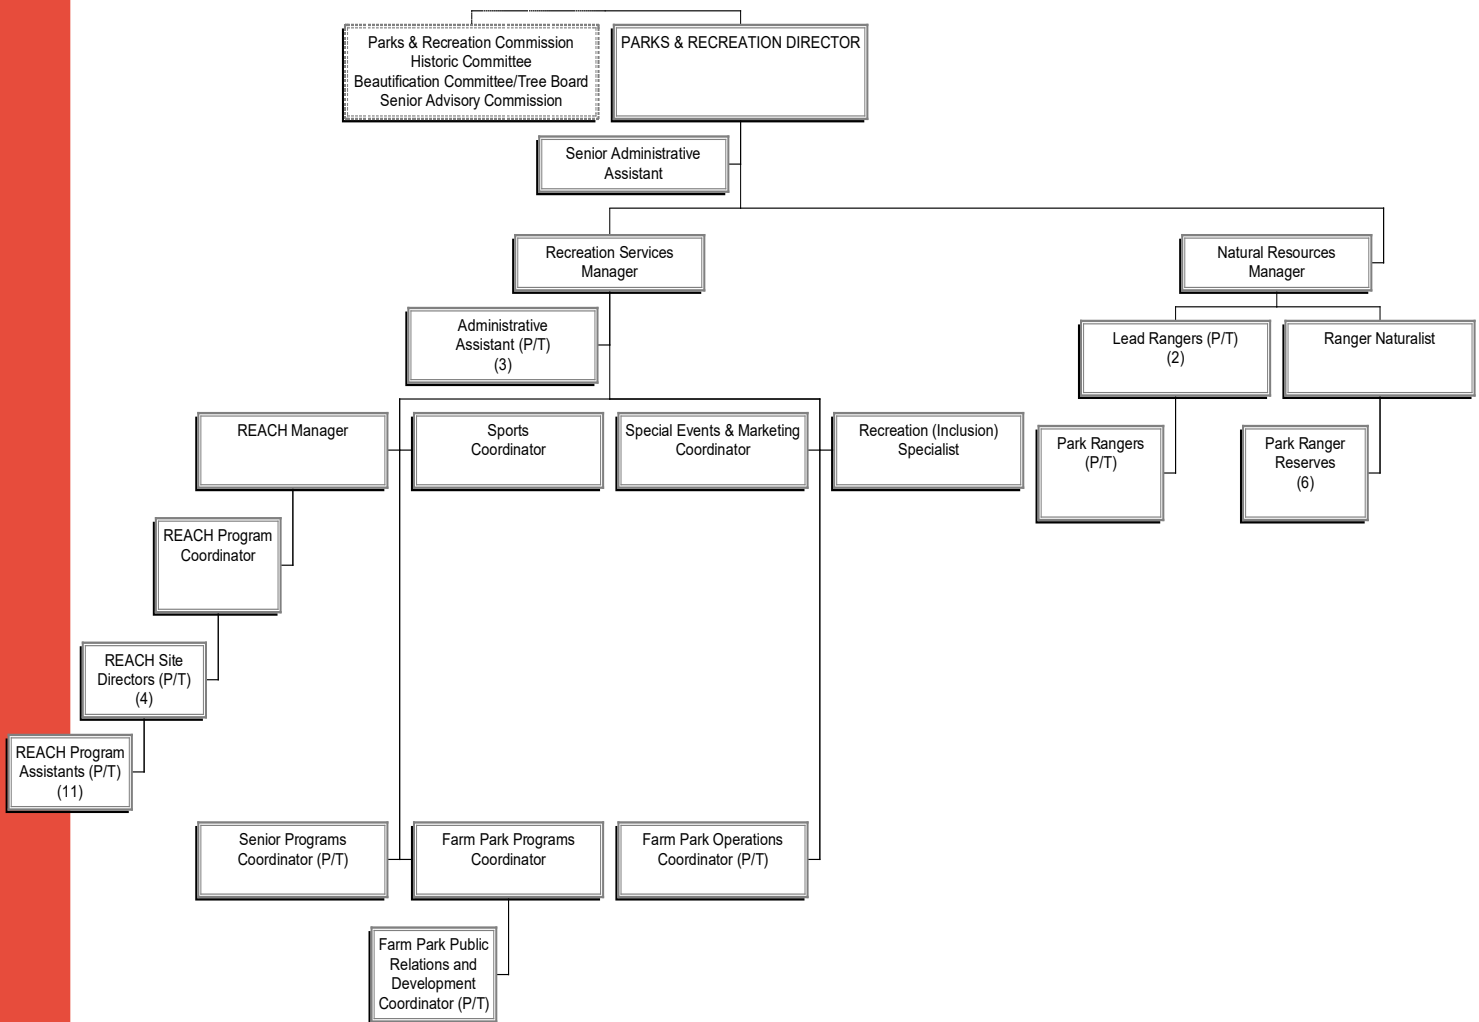 Parks & Recreation Commission
Historic Committee
Beautification Committee/Tree Board
Senior Advisory Commission
PARKS & RECREATION DIRECTOR
Senior Administrative
Assistant
Recreation Services
Manager
Natural Resources
Manager
Administrative
Assistant (P/T)
(3)
Lead Rangers (P/T)
(2)
Ranger Naturalist
REACH Manager
Sports
Coordinator
Special Events & Marketing
Coordinator
Recreation (Inclusion)
Specialist
Park Rangers
(P/T)
Park Ranger
Reserves
(6)
REACH Program
Coordinator
REACH Site
Directors (P/T)
(4)
REACH Program
Assistants (P/T)
(11)
Senior Programs
Coordinator (P/T)
Farm Park Programs
Coordinator
Farm Park Operations
Coordinator (P/T)
Farm Park Public
Relations and
Development
Coordinator (P/T)